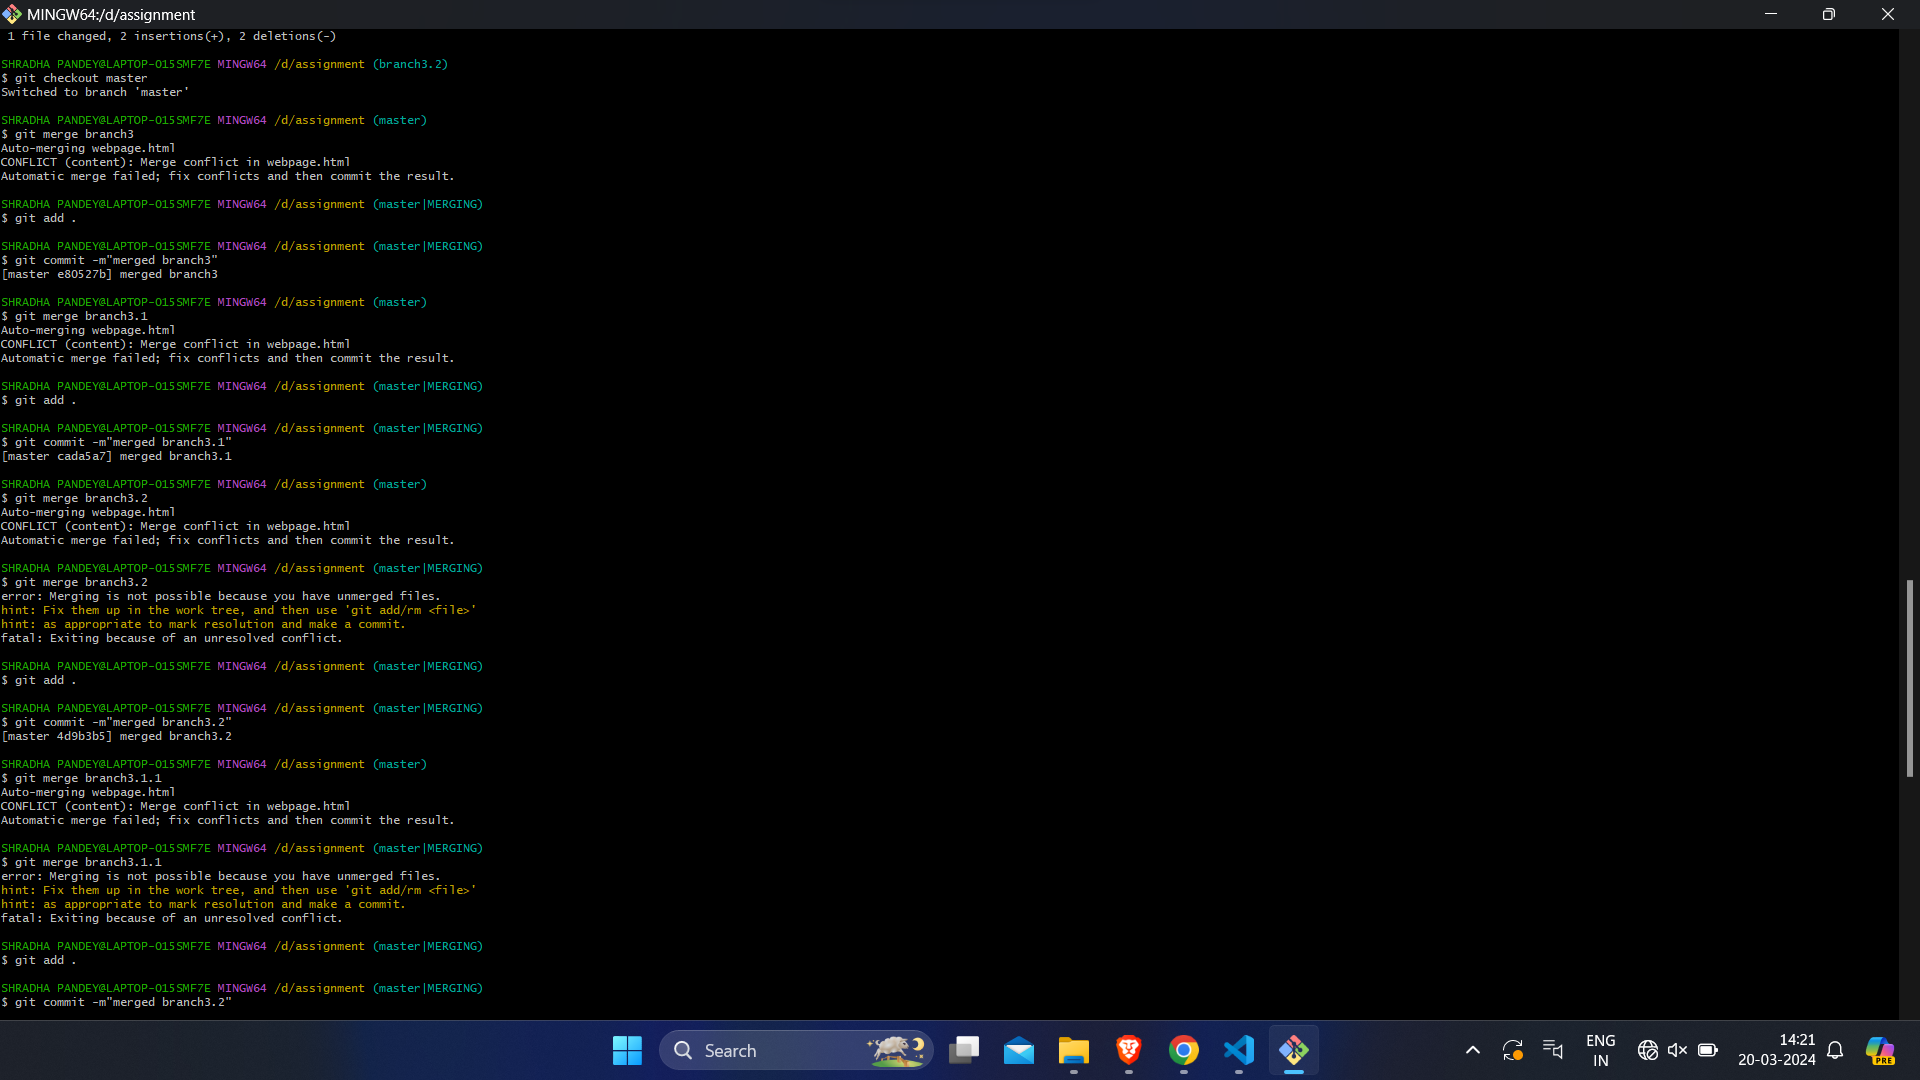 MINGW64:/d/assignment
1 file changed, 2 insertions(+), 2 deletions(-)
SHRADHA PANDEY@LAPTOP-O15SMF7E MINGW64 /d/assignment (branch3.2)
$ git checkout master
Switched to branch 'master'
SHRADHA PANDEY@LAPTOP-O15SMF7E MINGW64 /d/assignment (master)
$ git merge branch3
Auto-merging webpage.html
CONFLICT (content): Merge conflict in webpage.html
Automatic merge failed; fix conflicts and then commit the result.
SHRADHA PANDEY@LAPTOP-O15SMF7E MINGW64 /d/assignment (master|MERGING)
$ git add .
SHRADHA PANDEY@LAPTOP-O15SMF7E MINGW64 /d/assignment (master|MERGING)
$ git commit -m"merged branch3"
[master e80527b] merged branch3
SHRADHA PANDEY@LAPTOP-O15SMF7E MINGW64 /d/assignment (master)
$ git merge branch3.1
Auto-merging webpage.html
CONFLICT (content): Merge conflict in webpage.html
Automatic merge failed; fix conflicts and then commit the result.
SHRADHA PANDEY@LAPTOP-O15SMF7E MINGW64 /d/assignment (master|MERGING)
$ git add .
SHRADHA PANDEY@LAPTOP-O15SMF7E MINGW64 /d/assignment (master|MERGING)
$ git commit -m"merged branch3.1"
[master cada5a7] merged branch3.1
SHRADHA PANDEY@LAPTOP-O15SMF7E MINGW64 /d/assignment (master)
$ git merge branch3.2
Auto-merging webpage.html
CONFLICT (content): Merge conflict in webpage.html
Automatic merge failed; fix conflicts and then commit the result.
SHRADHA PANDEY@LAPTOP-O15SMF7E MINGW64 /d/assignment (master|MERGING)
$ git merge branch3.2
error: Merging is not possible because you have unmerged files.
hint: Fix them up in the work tree, and then use 'git add/rm <file>'
hint: as appropriate to mark resolution and make a commit.
fatal: Exiting because of an unresolved conflict.
SHRADHA PANDEY@LAPTOP-O15SMF7E MINGW64 /d/assignment (master|MERGING)
$ git add .
SHRADHA PANDEY@LAPTOP-O15SMF7E MINGW64 /d/assignment (master|MERGING)
$ git commit -m"merged branch3.2"
[master 4d9b3b5] merged branch3.2
SHRADHA PANDEY@LAPTOP-O15SMF7E MINGW64 /d/assignment (master)
$ git merge branch3.1.1
Auto-merging webpage.html
CONFLICT (content): Merge conflict in webpage.html
Automatic merge failed; fix conflicts and then commit the result.
SHRADHA PANDEY@LAPTOP-O15SMF7E MINGW64 /d/assignment (master|MERGING)
$ git merge branch3.1.1
error: Merging is not possible because you have unmerged files.
hint: Fix them up in the work tree, and then use 'git add/rm <file>'
hint: as appropriate to mark resolution and make a commit.
fatal: Exiting because of an unresolved conflict.
SHRADHA PANDEY@LAPTOP-O15SMF7E MINGW64 /d/assignment (master|MERGING)
$ git add .
SHRADHA PANDEY@LAPTOP-O15SMF7E MINGW64 /d/assignment (master|MERGING)
$ git commit -m"merged branch3.2"
Search
ENG
IN
14:21
20-03-2024
PRE